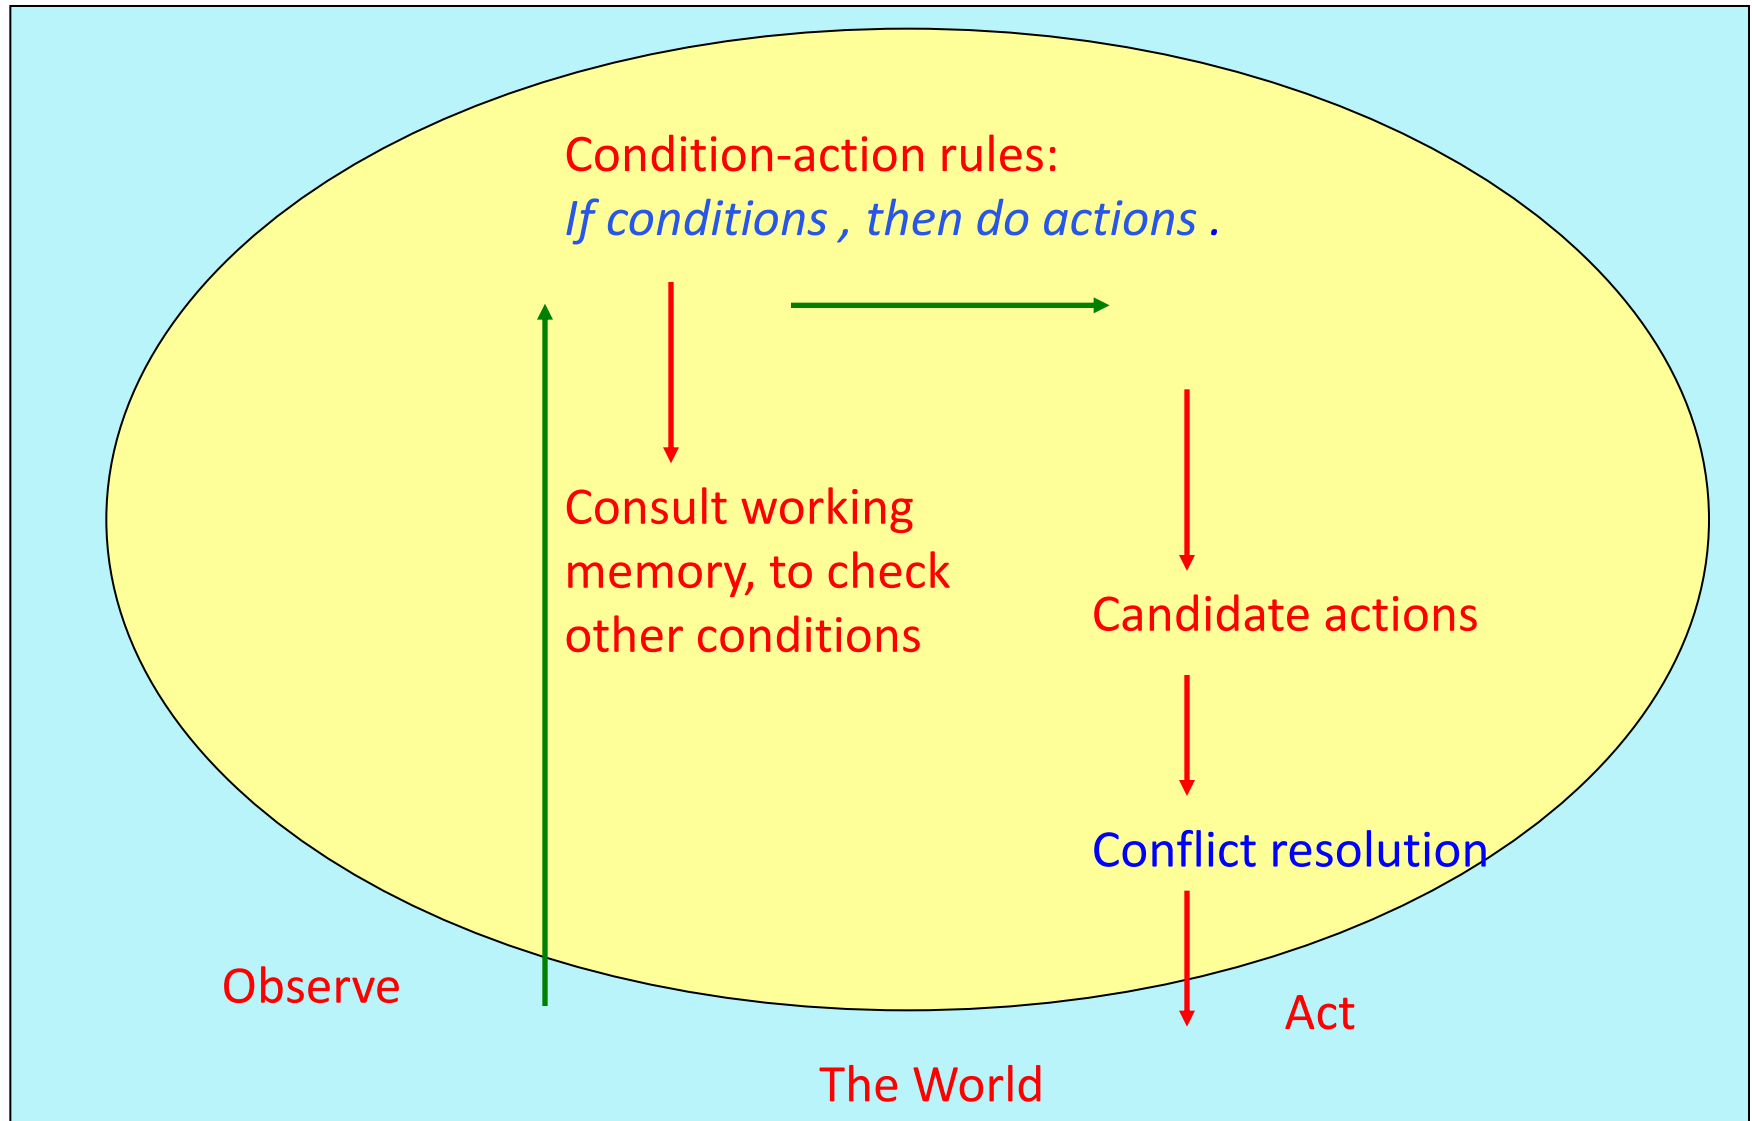 Condition-action rules:
If conditions , then do actions .
Consult working
memory, to check
other conditions
Candidate actions
Conflict resolution
Observe
Act
The World